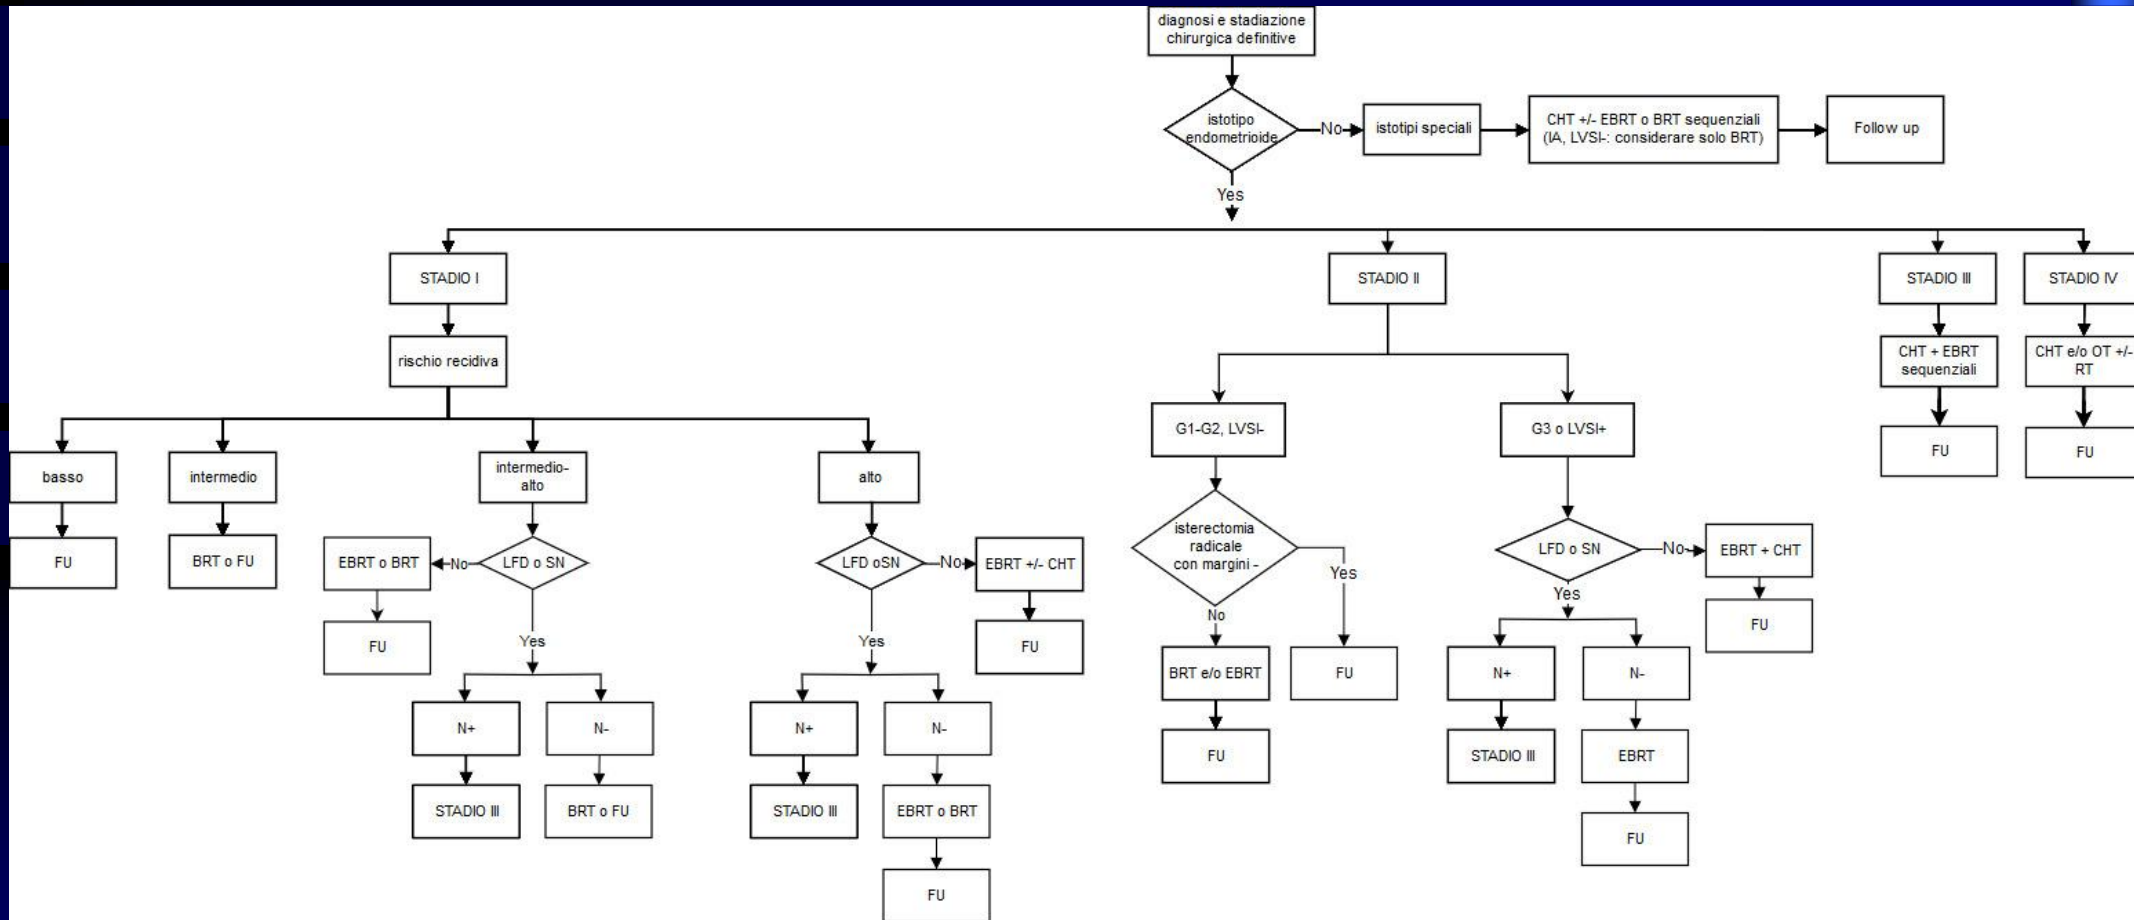 diagnosi e stadiazione
chirurgica definitive
istotipo
endometrioide
No
istotipi speciali
CHT +/- EBRT o BRT sequenziali
(IA, LVSI-: considerare solo BRT)
Follow up
Yes
STADIO I
STADIO II
STADIO III
STADIO IV
rischio recidiva
CHT + EBRT
sequenziali
CHT e/o OT +/-
RT
FU
FU
basso
intermedio
intermedio-
alto
alto
G1-G2, LVSI-
G3 o LVSI+
FU
BRT o FU
EBRT o BRT
No
LFD o SN
LFD oSN
No
EBRT +/- CHT
isterectomia
radicale
con margini -
Yes
LFD o SN
No
EBRT + CHT
FU
Yes
Yes
FU
No
Yes
FU
N+
N-
N+
N-
BRT e/o EBRT
FU
N+
N-
STADIO III
BRT o FU
STADIO III
EBRT o BRT
FU
STADIO III
EBRT
FU
FU